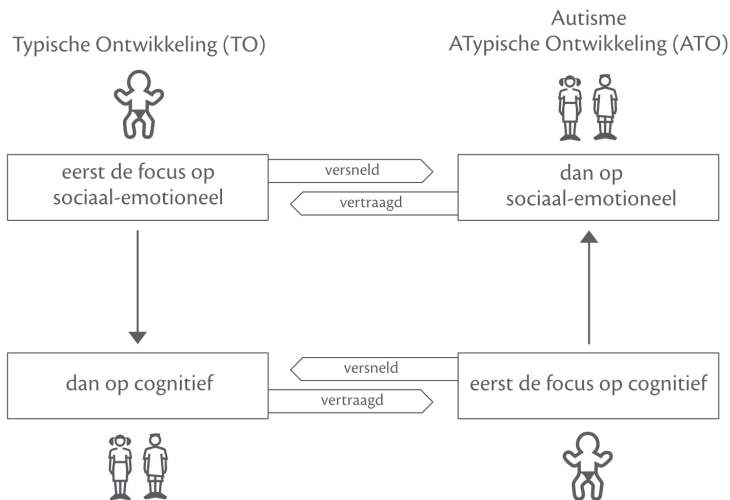 Typische Ontwikkeling (TO)
Autisme
ATypische Ontwikkeling (ATO)
eerst de focus op
sociaal-emotioneel
versneld
vertraagd
dan op
sociaal-emotioneel
dan op cognitief
versneld
vertraagd
eerst de focus op cognitief